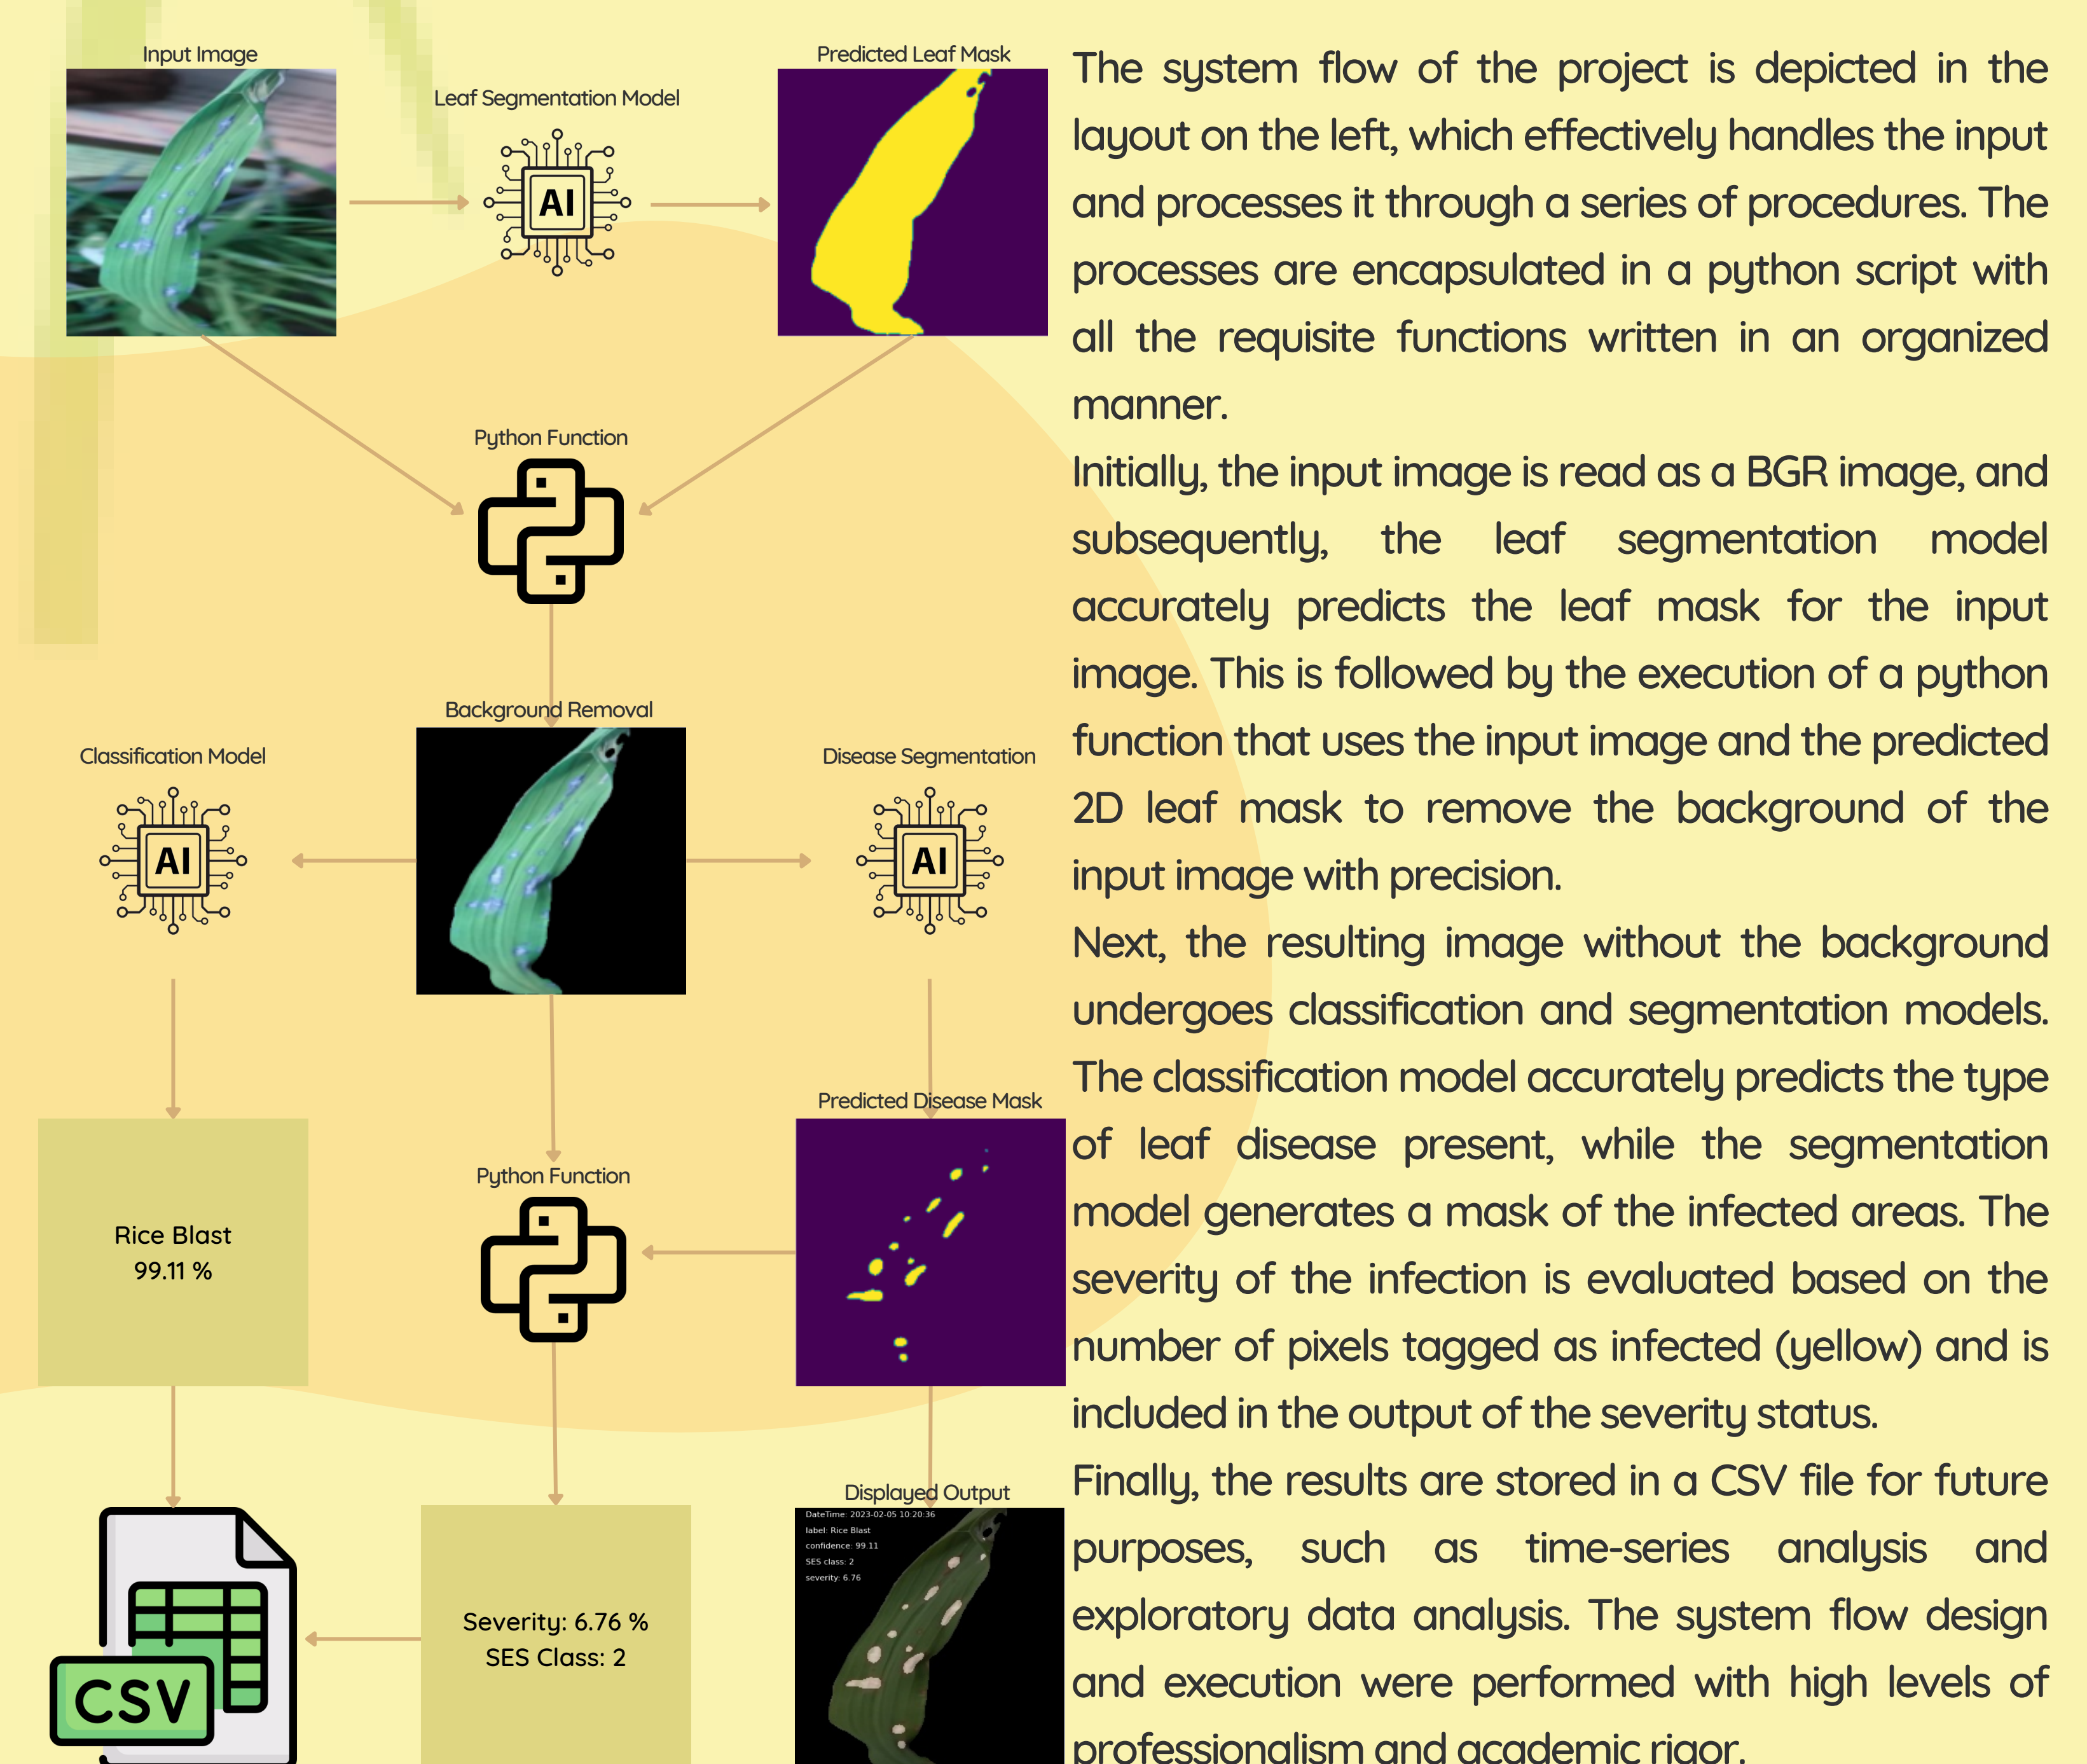 Input Image
Leaf Segmentation Model
AI
Predicted Leaf Mask
Python Function
Background Removal
Classification Model
AI
Disease Segmentation
AI
Predicted Disease Mask
Python Function
Rice Blast
99.11 %
Displayed Output
DateTime: 2023-02-05 10:20:36
label: Rice Blast
confidence: 99.11
SES class: 2
severity: 6.76
Severity: 6.76 %
SES Class: 2
CSV
The system flow of the project is depicted in the
layout on the left, which effectively handles the input
and processes it through a series of procedures. The
processes are encapsulated in a python script with
all the requisite functions written in an organized
manner.
Initially, the input image is read as a BGR image, and
subsequently, the leaf segmentation model
accurately predicts the leaf mask for the input
image. This is followed by the execution of a python
function that uses the input image and the predicted
2D leaf mask to remove the background of the
input image with precision.
Next, the resulting image without the background
undergoes classification and segmentation models.
The classification model accurately predicts the type
of leaf disease present, while the segmentation
model generates a mask of the infected areas. The
severity of the infection is evaluated based on the
number of pixels tagged as infected (yellow) and is
included in the output of the severity status.
Finally, the results are stored in a CSV file for future
purposes, such as time-series analysis and
exploratory data analysis. The system flow design
and execution were performed with high levels of
professionalism and academic rigor.